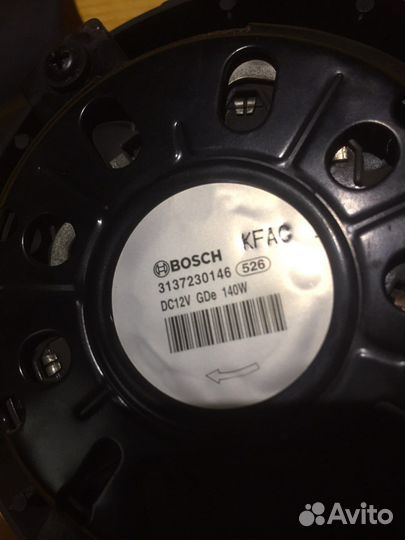 KFAC
BOSCH
3137230146 526
DC12V GDe 140W
Avito